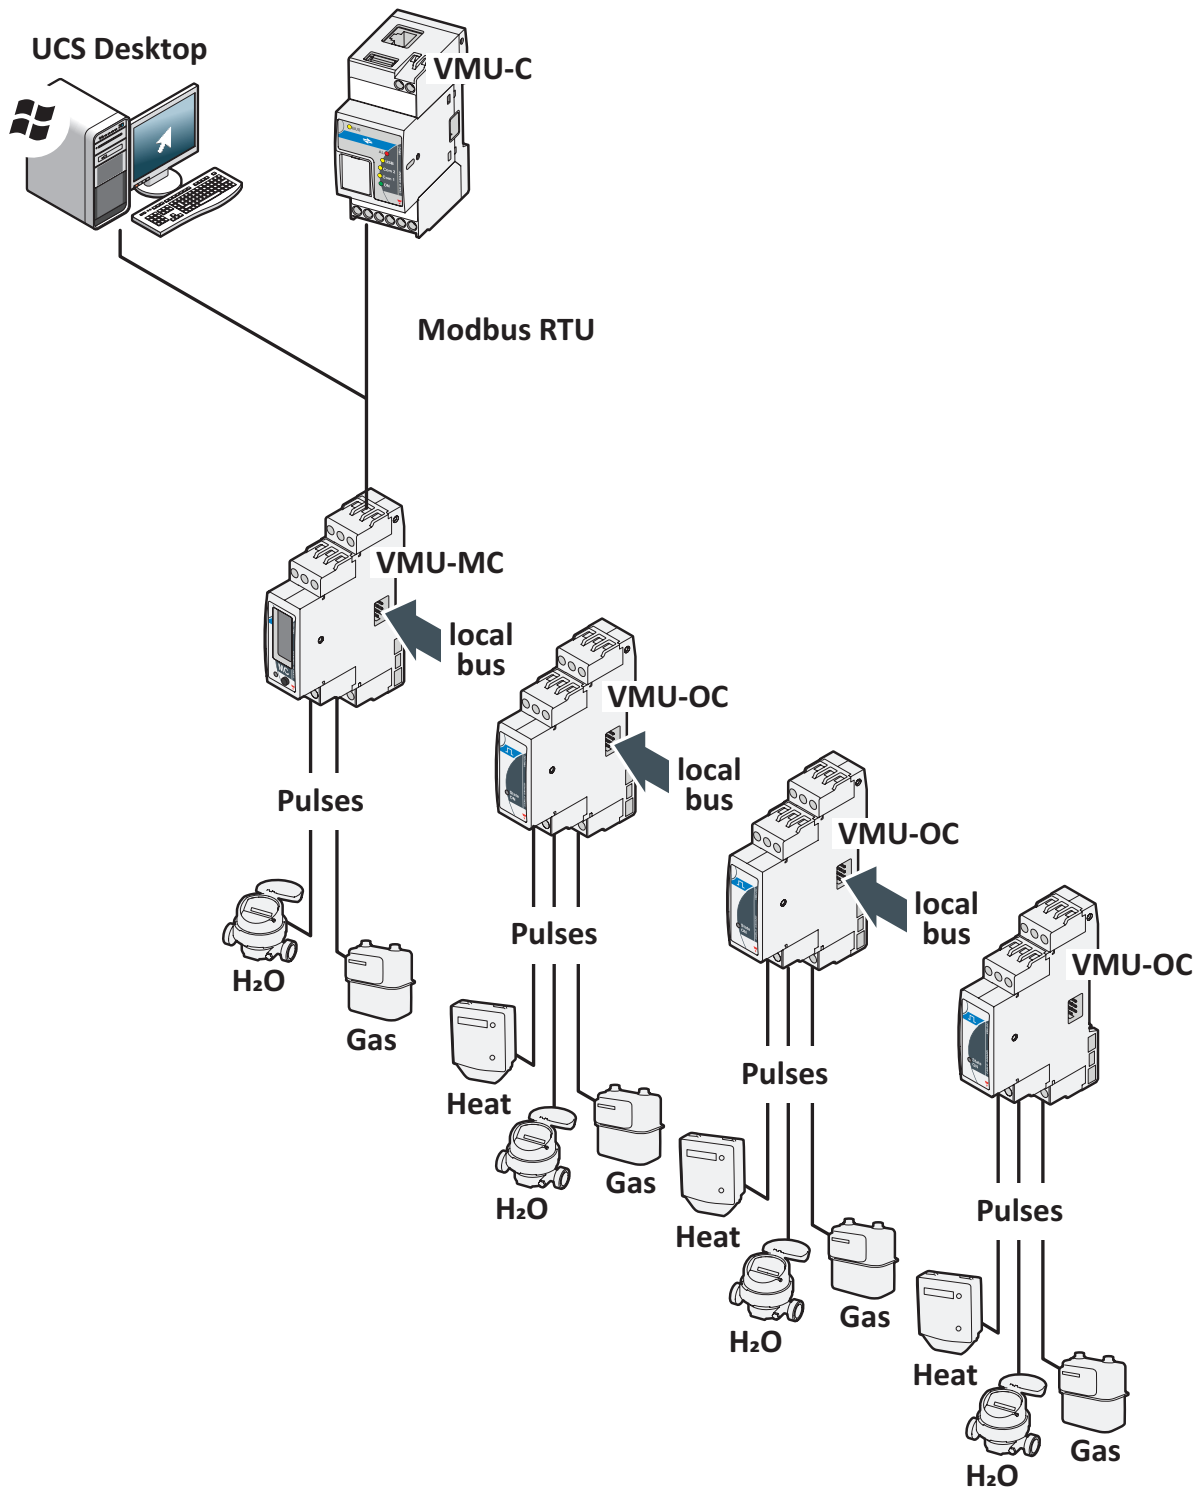 UCS Desktop
VMU-C
Modbus RTU
VMU-MC
local
bus
VMU-OC
local
bus
Pulses
VMU-OC
local
bus
Pulses
VMU-OC
H₂O
Gas
Pulses
Heat
Gas
H₂O
Pulses
Heat
Gas
H₂O
Heat
Gas
H₂O